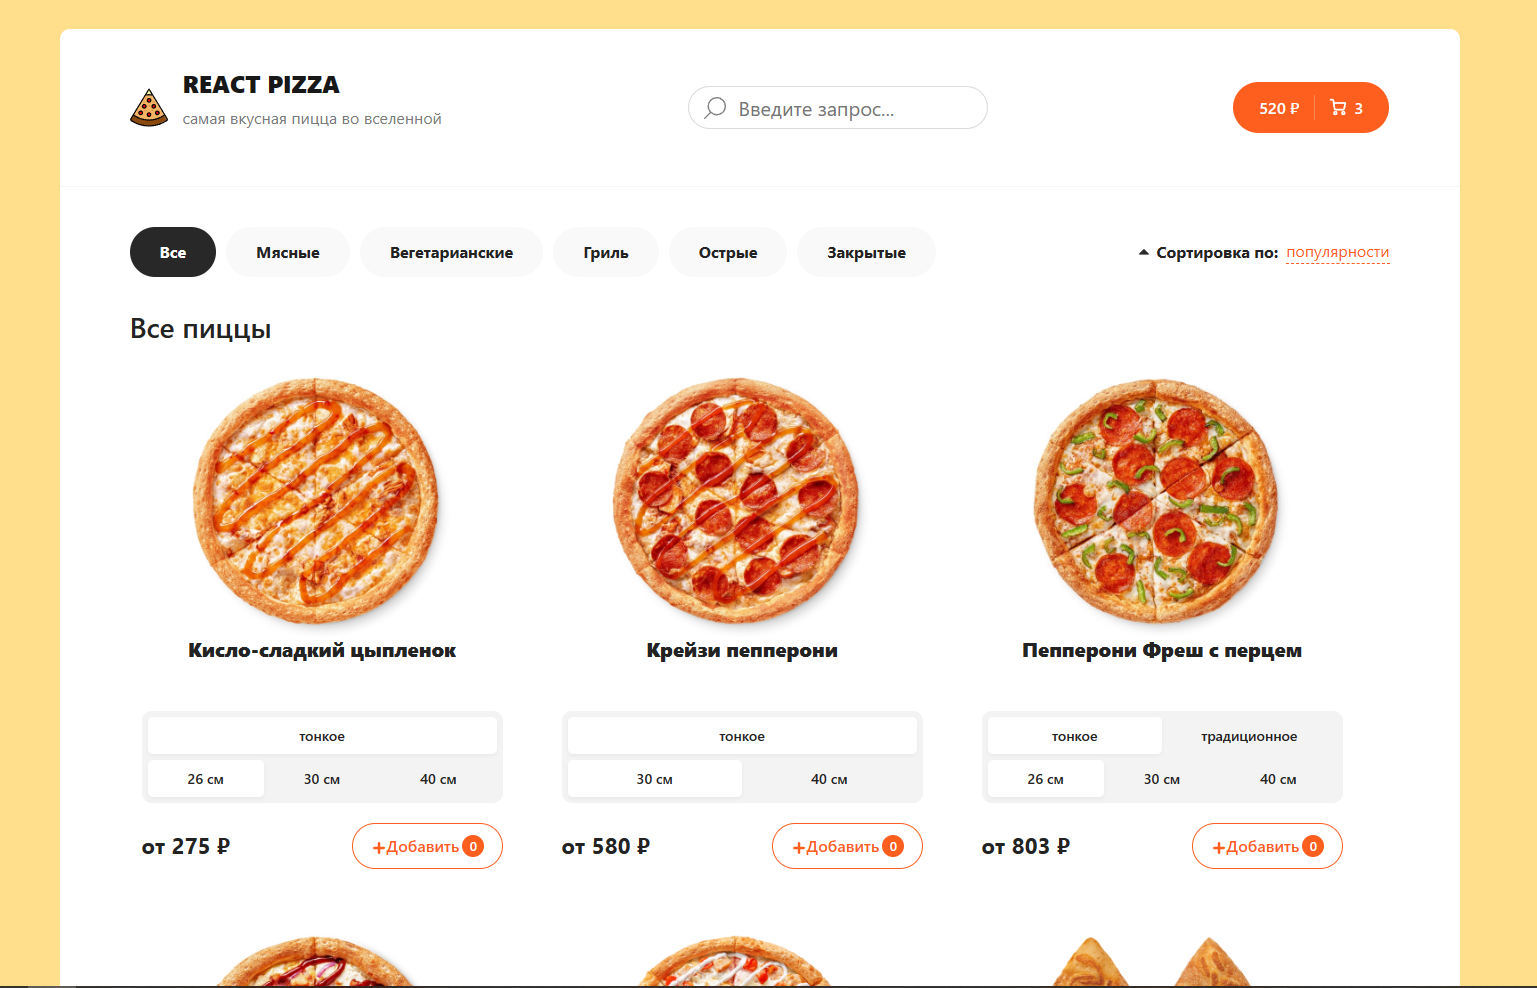 REACT PIZZA
самая вкусная пицца во вселенной
Введите запрос...
520 ₽ 3
Все Мясные Вегетарианские Гриль Острые Закрытые
Сортировка по: популярности
Все пиццы
Кисло-сладкий цыпленок
Крейзи пепперони
Пепперони Фреш с перцем
тонкое
26 см 30 см 40 см
тонкое
30 см 40 см
тонкое традиционное
26 см 30 см 40 см
от 275 ₽ +Добавить 0
от 580 ₽ +Добавить 0
от 803 ₽ +Добавить 0